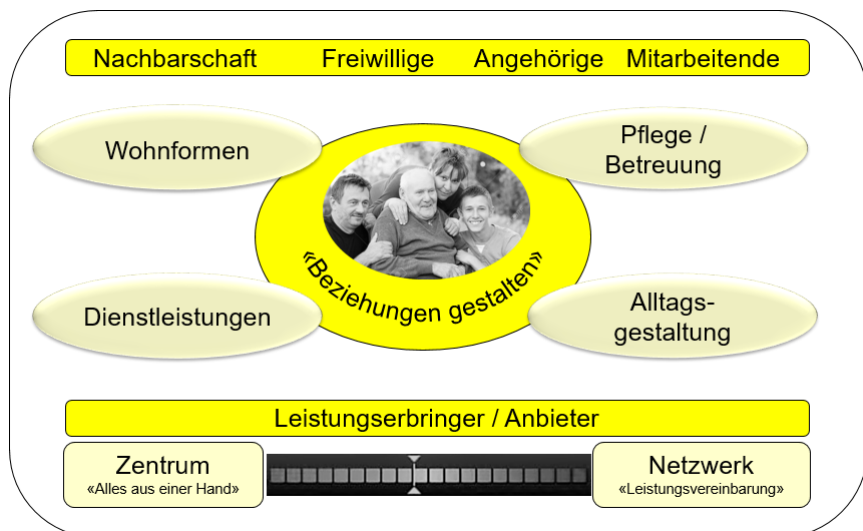 Nachbarschaft Freiwillige Angehörige Mitarbeitende
Wohnformen
Pflege /
Betreuung
«Beziehungen gestalten»
Dienstleistungen
Alltags-
gestaltung
Leistungserbringer / Anbieter
Zentrum
«Alles aus einer Hand»
Netzwerk
«Leistungsvereinbarung»